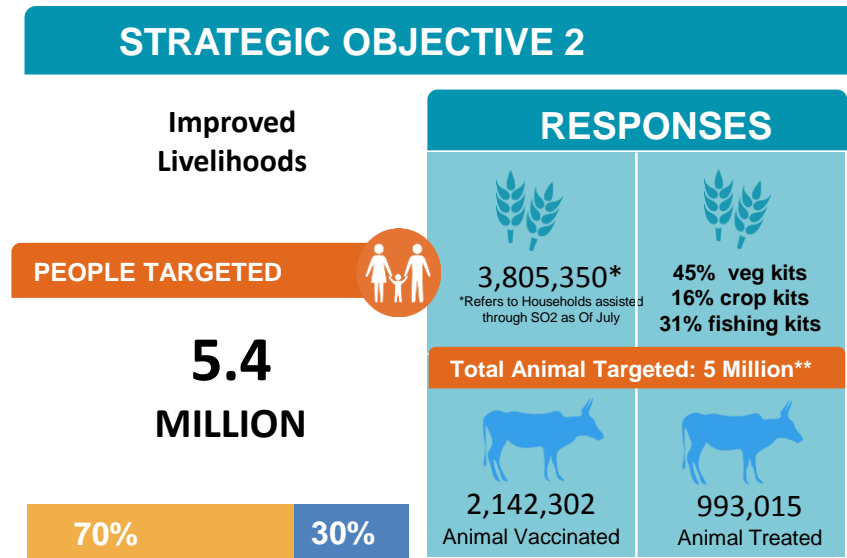 STRATEGIC OBJECTIVE 2
Improved
Livelihoods
PEOPLE TARGETED
5.4
MILLION
70%
30%
RESPONSES
3,805,350*
*Refers to Households assisted
through SO2 as Of July
45% veg kits
16% crop kits
31% fishing kits
Total Animal Targeted: 5 Million**
2,142,302
Animal Vaccinated
993,015
Animal Treated